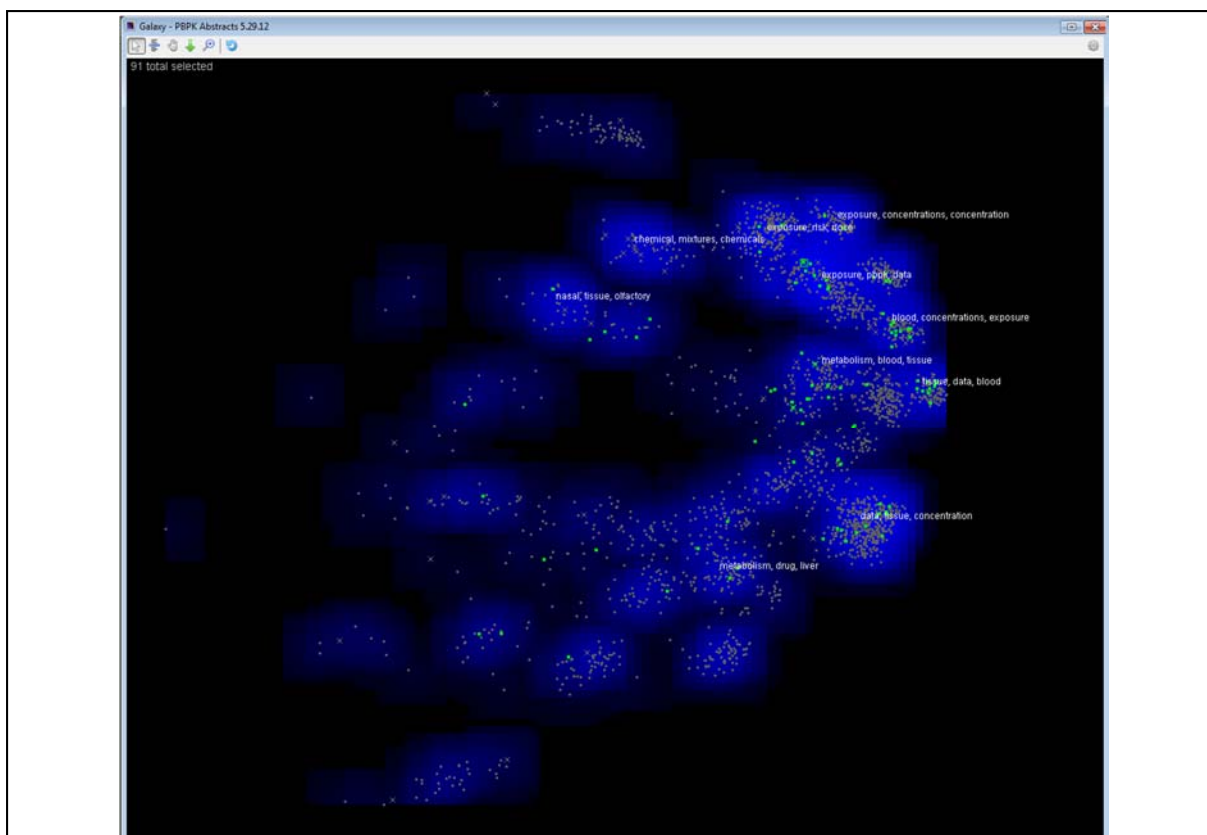 Galaxy - PBPK Abstracts 5.29.12
91 total selected
exposure, concentrations, concentration
exposure, risk, dose
chemical, mixtures, chemicals
exposure, pbpk, data
nasal, tissue, olfactory
blood, concentrations, exposure
metabolism, blood, tissue
tissue, data, blood
data, tissue, concentration
metabolism, drug, liver